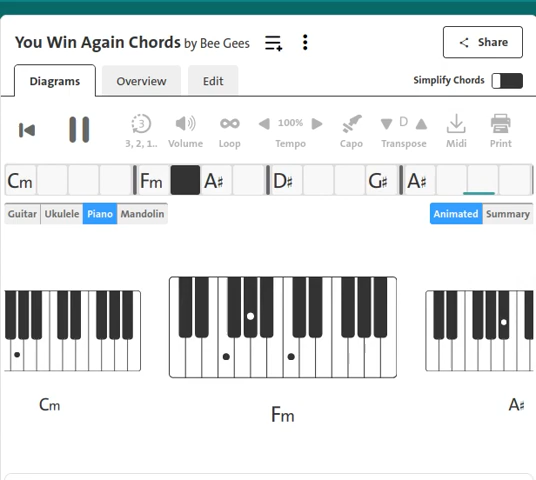 You Win Again Chords by Bee Gees
Share
Diagrams Overview Edit Simplify Chords
3 100% D
3, 2, 1.. Volume Loop Tempo Capo Transpose Midi Print
Cm Fm A♯ D♯ G♯ A♯
Guitar Ukulele Piano Mandolin Animated Summary
Cm Fm A♯